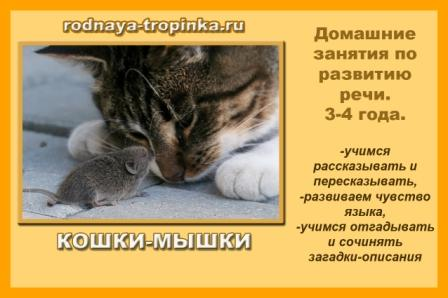 rodnaya-tropinka.ru
КОШКИ-МЫШКИ
Домашние
занятия по
развитию
речи.
3-4 года.
-учимся
рассказывать и
пересказывать,
-развиваем чувство
языка,
-учимся отгадывать
и сочинять
загадки-описания